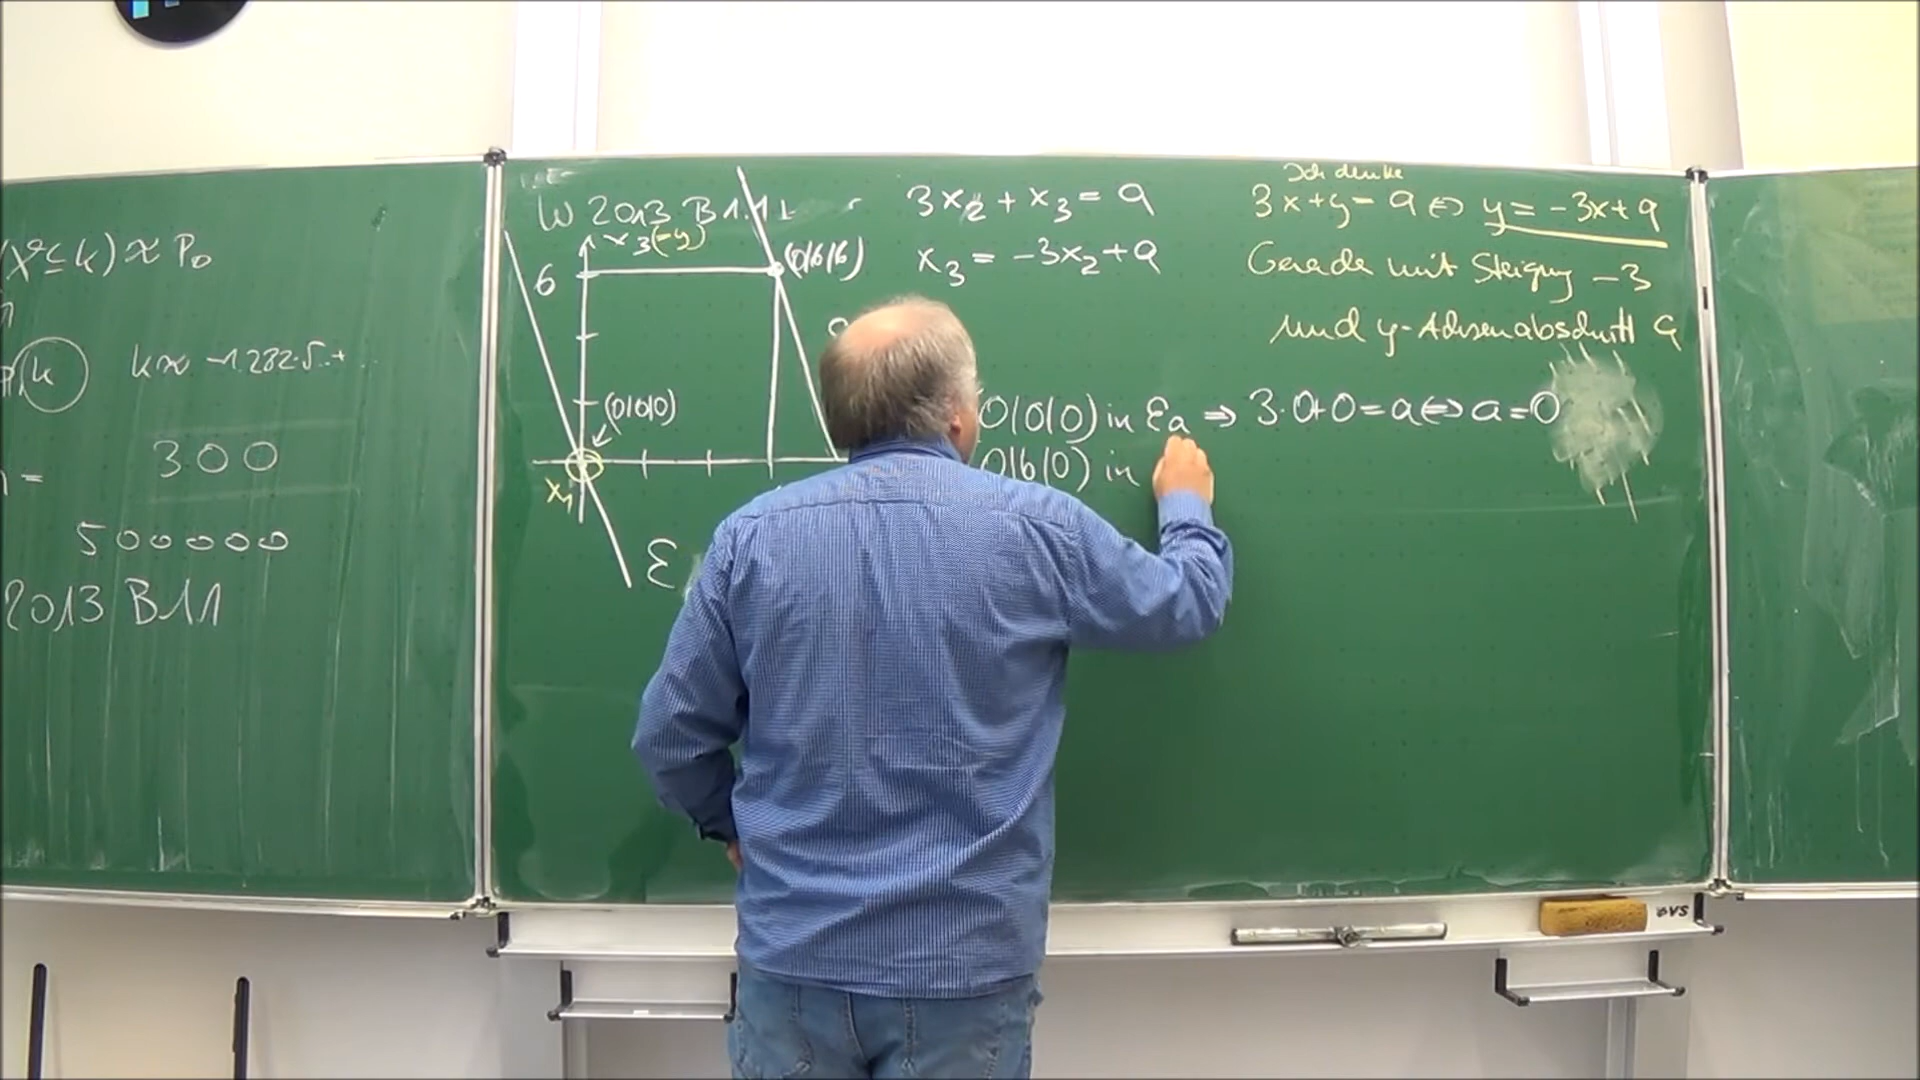 (X ≤ k) ≈ P₀
k
k ≈ -1.282·5.+...
n =
300
500000
2013 B 1.1
W 2013 B 1.1
x₃(=y)
6
(0|6|6)
(0|0|0)
x₁
E
3x₂ + x₃ = a
x₃ = -3x₂ + a
Ich denke
3x + y = a ⇔ y = -3x + a
Gerade mit Steigung -3
und y-Achsenabschnitt a
(0|0|0) in Ea ⇒ 3·0+0 = a ⇔ a = 0
(0|6|0) in
VS